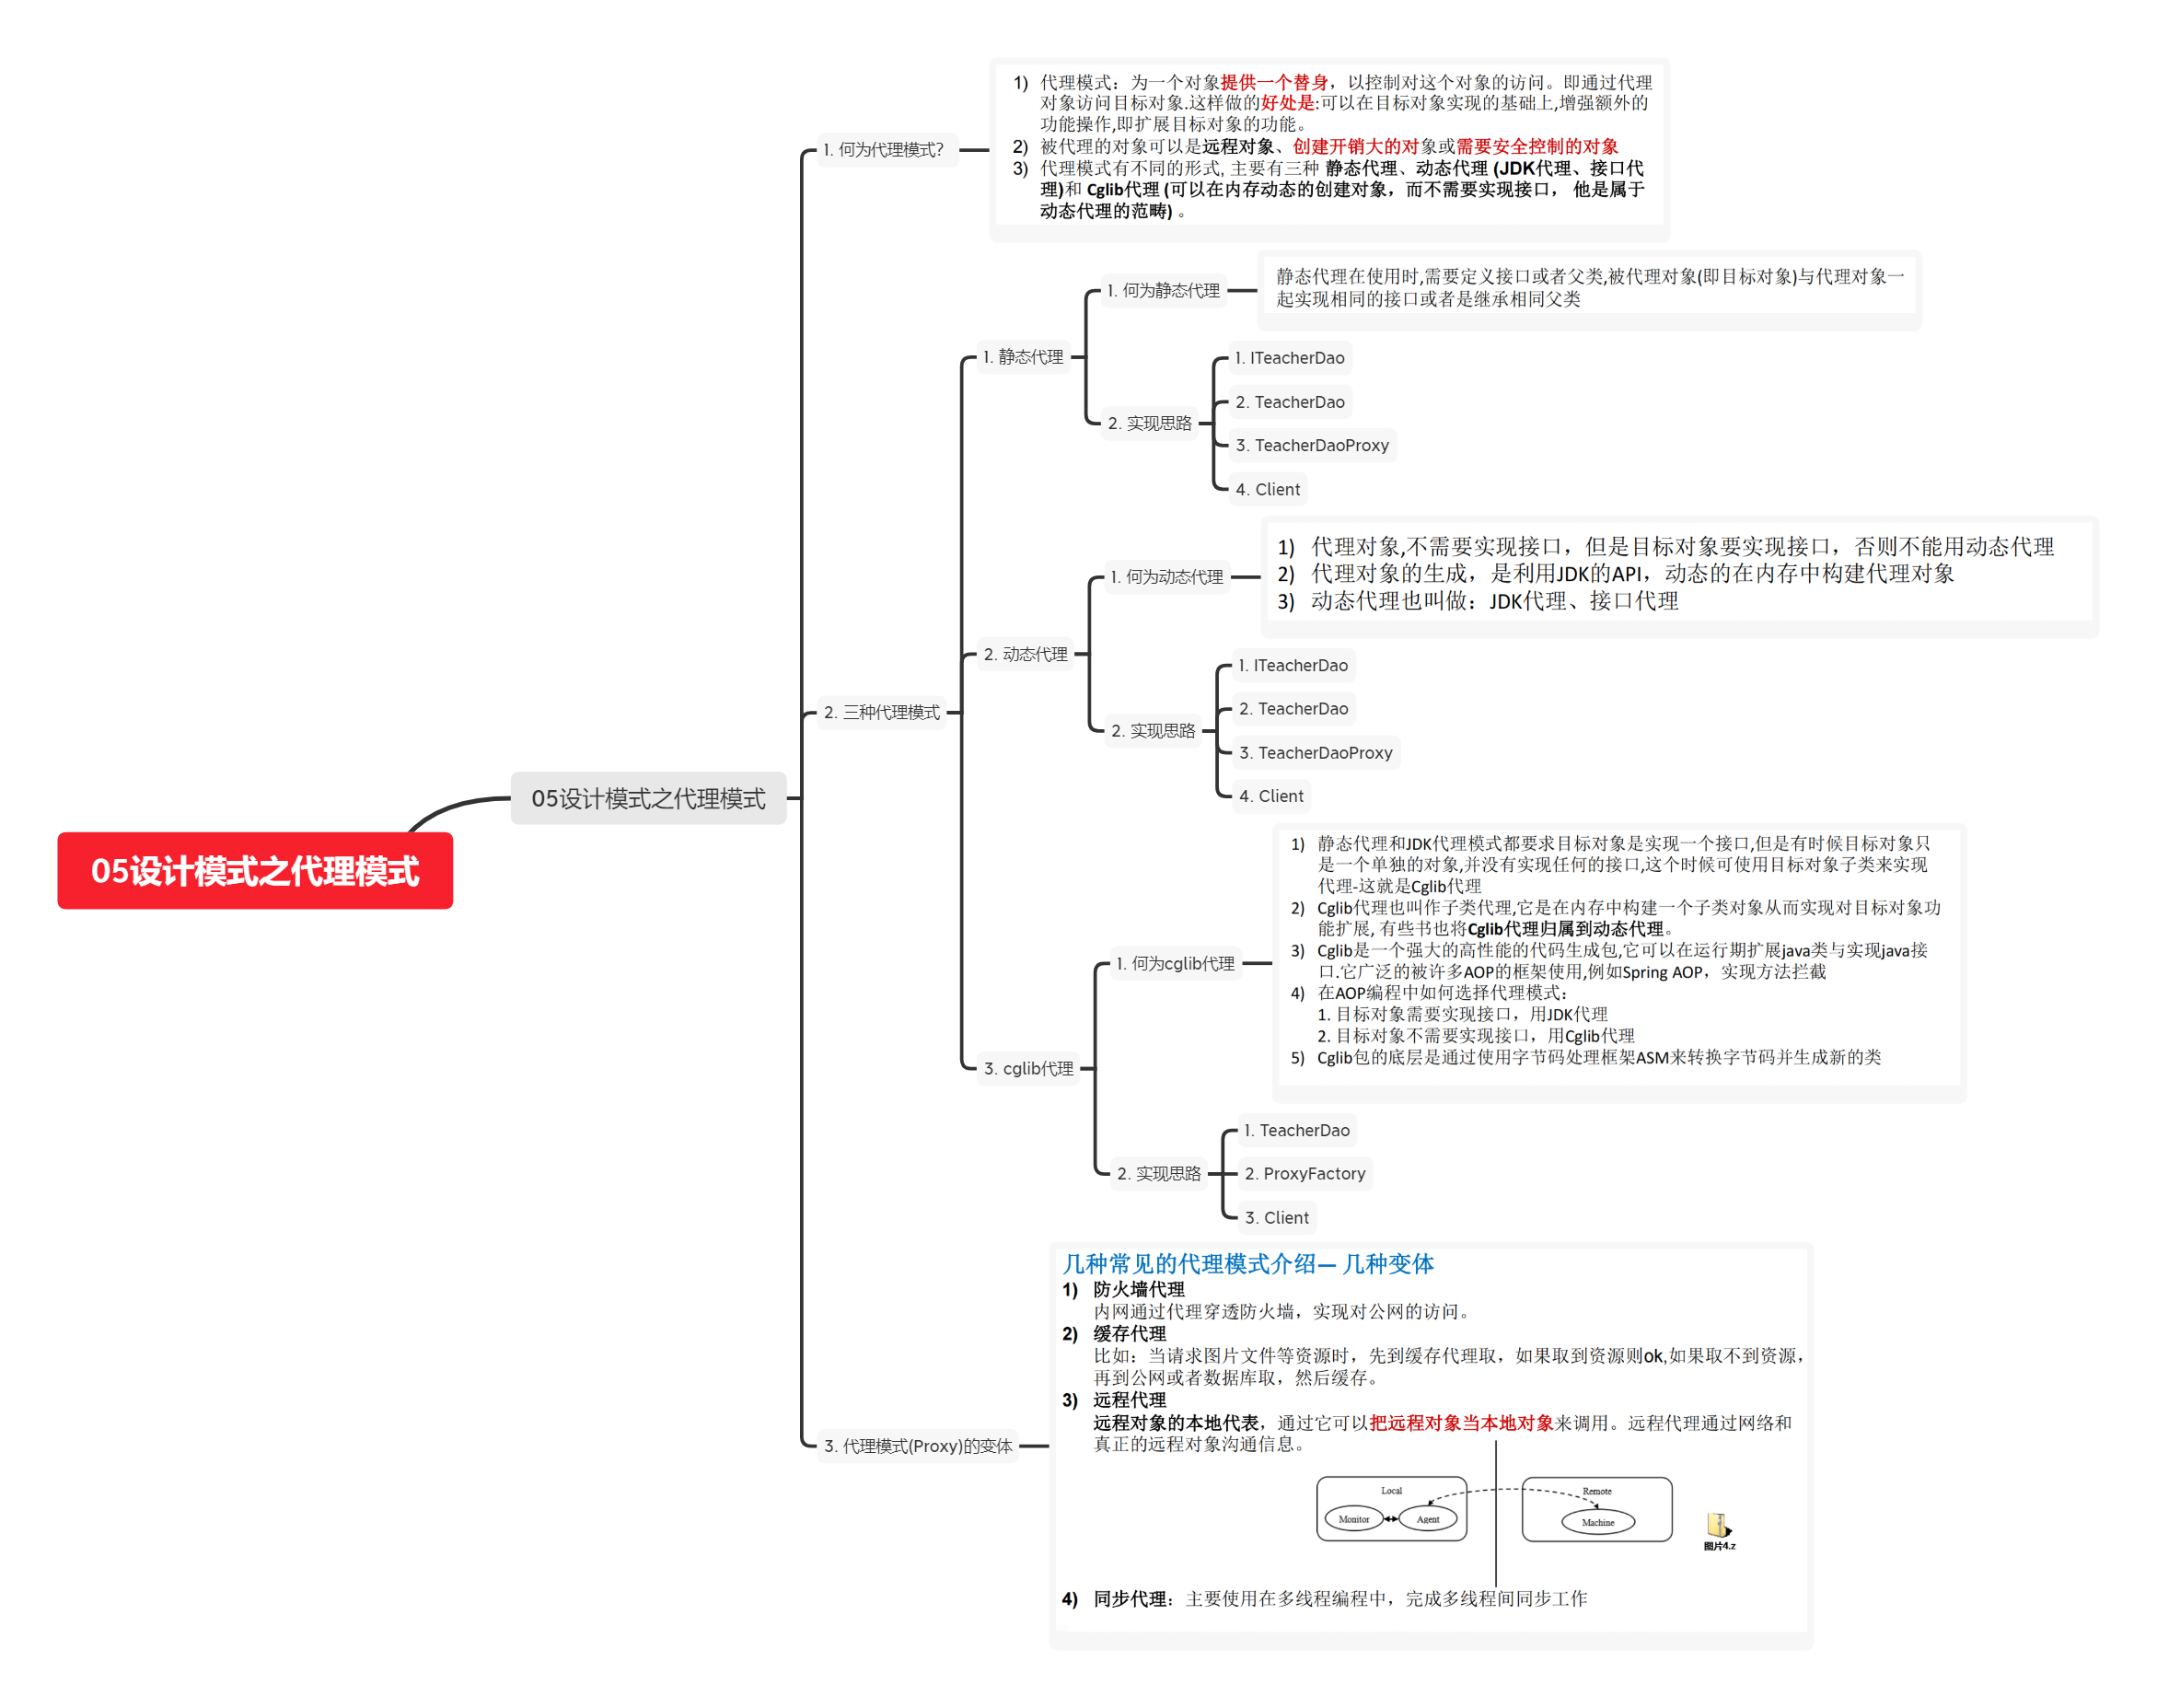 05设计模式之代理模式
05设计模式之代理模式
1. 何为代理模式?
1) 代理模式：为一个对象提供一个替身，以控制对这个对象的访问。即通过代理
对象访问目标对象.这样做的好处是:可以在目标对象实现的基础上,增强额外的
功能操作,即扩展目标对象的功能。
2) 被代理的对象可以是远程对象、创建开销大的对象或需要安全控制的对象
3) 代理模式有不同的形式, 主要有三种 静态代理、动态代理 (JDK代理、接口代
理)和 Cglib代理 (可以在内存动态的创建对象，而不需要实现接口， 他是属于
动态代理的范畴) 。
2. 三种代理模式
1. 静态代理
1. 何为静态代理
静态代理在使用时,需要定义接口或者父类,被代理对象(即目标对象)与代理对象一
起实现相同的接口或者是继承相同父类
2. 实现思路
1. ITeacherDao
2. TeacherDao
3. TeacherDaoProxy
4. Client
2. 动态代理
1. 何为动态代理
1) 代理对象,不需要实现接口，但是目标对象要实现接口，否则不能用动态代理
2) 代理对象的生成，是利用JDK的API，动态的在内存中构建代理对象
3) 动态代理也叫做：JDK代理、接口代理
2. 实现思路
1. ITeacherDao
2. TeacherDao
3. TeacherDaoProxy
4. Client
3. cglib代理
1. 何为cglib代理
1) 静态代理和JDK代理模式都要求目标对象是实现一个接口,但是有时候目标对象只
是一个单独的对象,并没有实现任何的接口,这个时候可使用目标对象子类来实现
代理-这就是Cglib代理
2) Cglib代理也叫作子类代理,它是在内存中构建一个子类对象从而实现对目标对象功
能扩展, 有些书也将Cglib代理归属到动态代理。
3) Cglib是一个强大的高性能的代码生成包,它可以在运行期扩展java类与实现java接
口.它广泛的被许多AOP的框架使用,例如Spring AOP，实现方法拦截
4) 在AOP编程中如何选择代理模式：
1. 目标对象需要实现接口，用JDK代理
2. 目标对象不需要实现接口，用Cglib代理
5) Cglib包的底层是通过使用字节码处理框架ASM来转换字节码并生成新的类
2. 实现思路
1. TeacherDao
2. ProxyFactory
3. Client
3. 代理模式(Proxy)的变体
几种常见的代理模式介绍— 几种变体
1) 防火墙代理
内网通过代理穿透防火墙，实现对公网的访问。
2) 缓存代理
比如：当请求图片文件等资源时，先到缓存代理取，如果取到资源则ok,如果取不到资源，
再到公网或者数据库取，然后缓存。
3) 远程代理
远程对象的本地代表，通过它可以把远程对象当本地对象来调用。远程代理通过网络和
真正的远程对象沟通信息。
Local
Remote
Monitor
Agent
Machine
图片4.z
4) 同步代理：主要使用在多线程编程中，完成多线程间同步工作